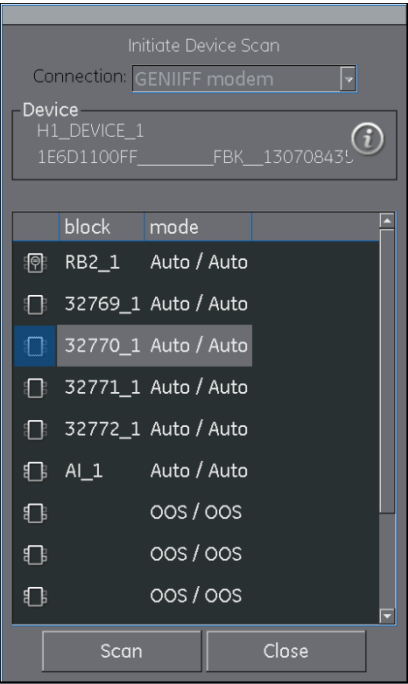 Initiate Device Scan
Connection: GENIIFF modem
Device
H1_DEVICE_1
1E6D1100FF________FBK__130708435
block mode
RB2_1 Auto / Auto
32769_1 Auto / Auto
32770_1 Auto / Auto
32771_1 Auto / Auto
32772_1 Auto / Auto
AI_1 Auto / Auto
OOS / OOS
OOS / OOS
OOS / OOS
Scan Close